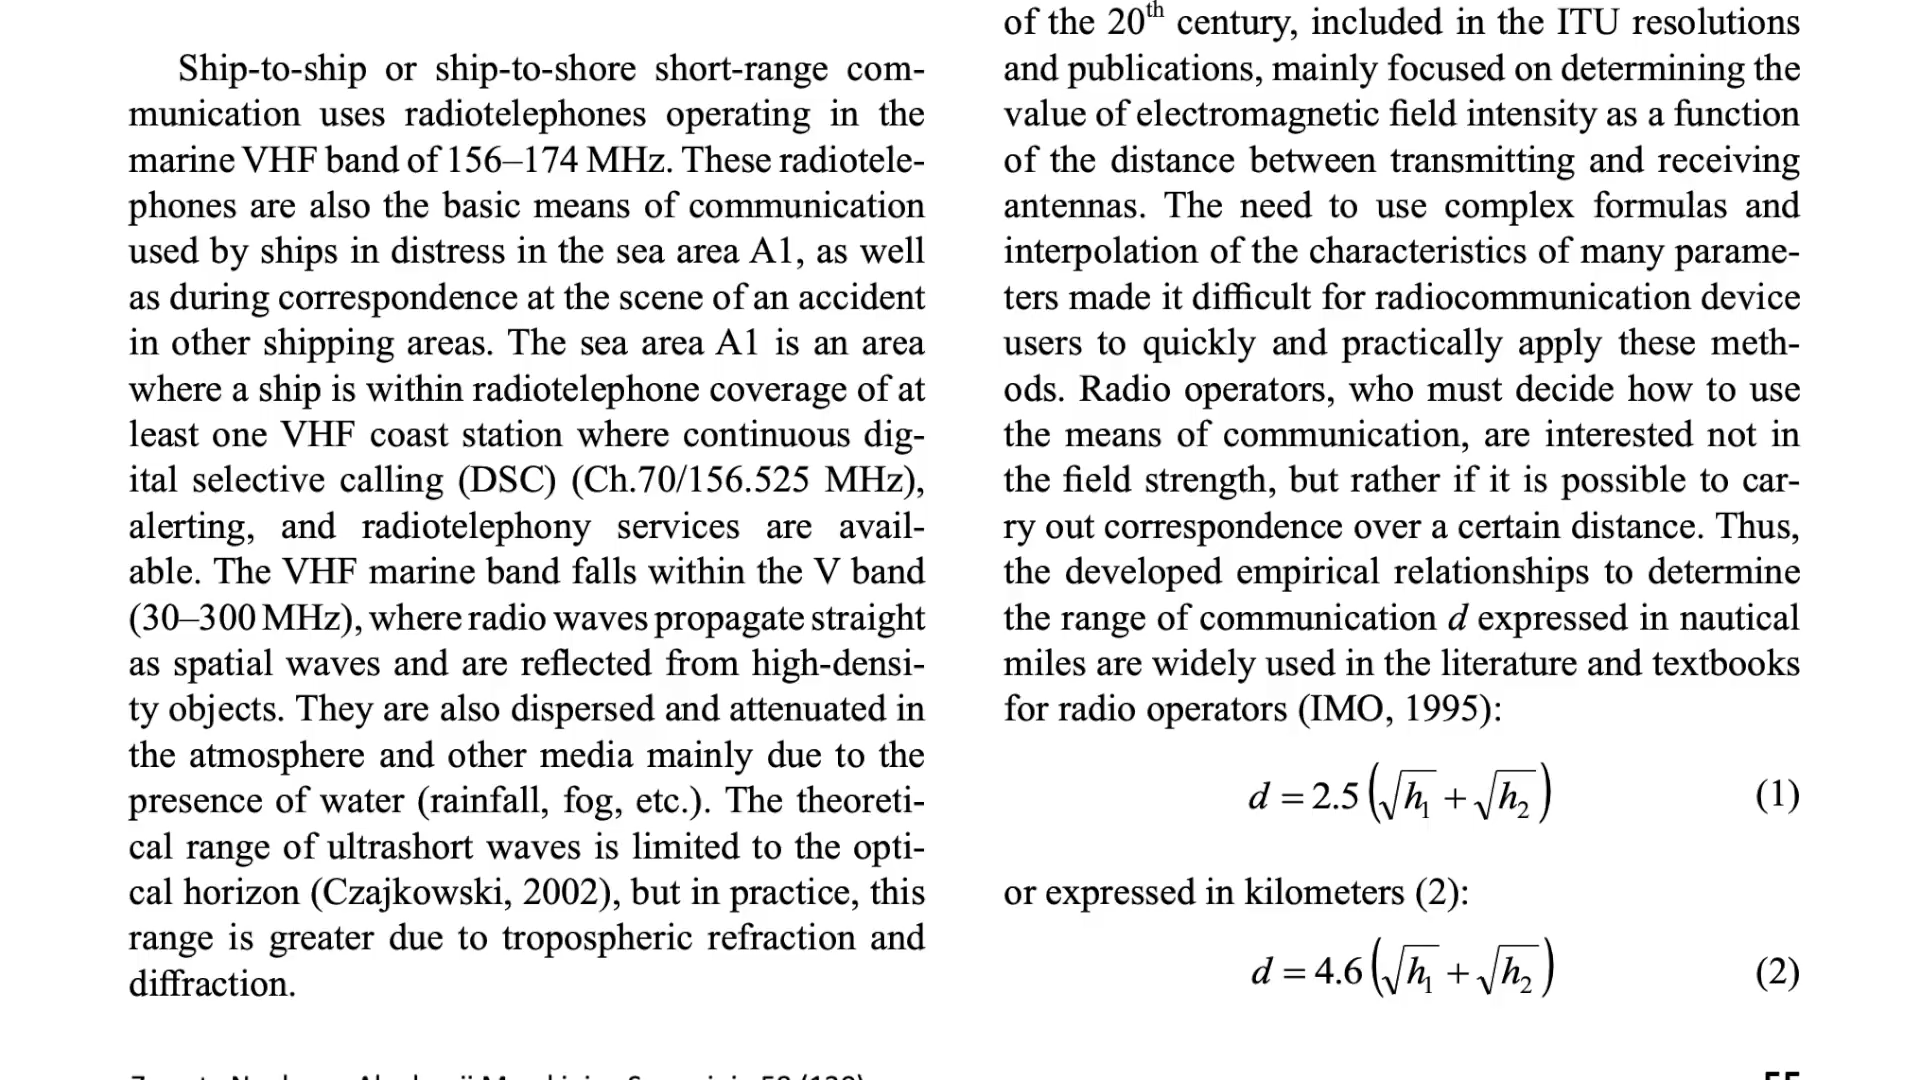 Ship-to-ship or ship-to-shore short-range com-
munication uses radiotelephones operating in the
marine VHF band of 156–174 MHz. These radiotele-
phones are also the basic means of communication
used by ships in distress in the sea area A1, as well
as during correspondence at the scene of an accident
in other shipping areas. The sea area A1 is an area
where a ship is within radiotelephone coverage of at
least one VHF coast station where continuous dig-
ital selective calling (DSC) (Ch.70/156.525 MHz),
alerting, and radiotelephony services are avail-
able. The VHF marine band falls within the V band
(30–300 MHz), where radio waves propagate straight
as spatial waves and are reflected from high-densi-
ty objects. They are also dispersed and attenuated in
the atmosphere and other media mainly due to the
presence of water (rainfall, fog, etc.). The theoreti-
cal range of ultrashort waves is limited to the opti-
cal horizon (Czajkowski, 2002), but in practice, this
range is greater due to tropospheric refraction and
diffraction.
of the 20th century, included in the ITU resolutions
and publications, mainly focused on determining the
value of electromagnetic field intensity as a function
of the distance between transmitting and receiving
antennas. The need to use complex formulas and
interpolation of the characteristics of many parame-
ters made it difficult for radiocommunication device
users to quickly and practically apply these meth-
ods. Radio operators, who must decide how to use
the means of communication, are interested not in
the field strength, but rather if it is possible to car-
ry out correspondence over a certain distance. Thus,
the developed empirical relationships to determine
the range of communication d expressed in nautical
miles are widely used in the literature and textbooks
for radio operators (IMO, 1995):
d = 2.5 (√h₁ + √h₂) (1)
or expressed in kilometers (2):
d = 4.6 (√h₁ + √h₂) (2)
55